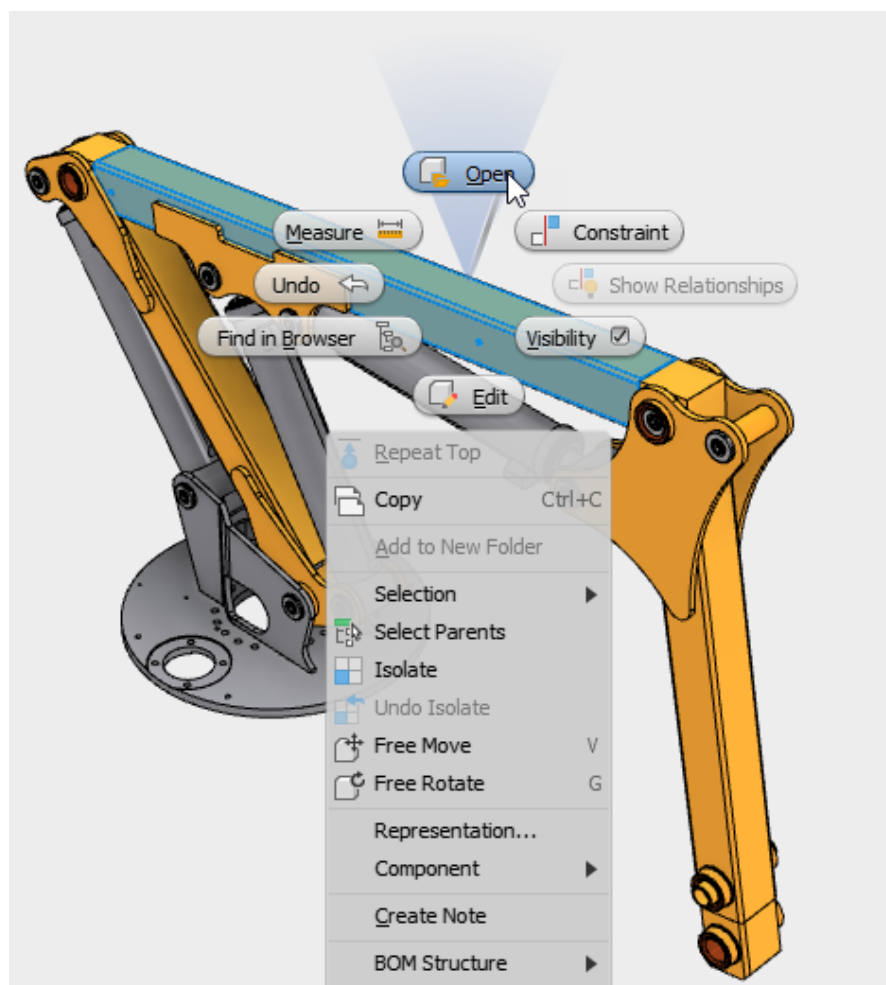 Open
Measure
Constraint
Undo
Show Relationships
Find in Browser
Visibility
Edit
Repeat Top
Copy Ctrl+C
Add to New Folder
Selection
Select Parents
Isolate
Undo Isolate
Free Move V
Free Rotate G
Representation...
Component
Create Note
BOM Structure